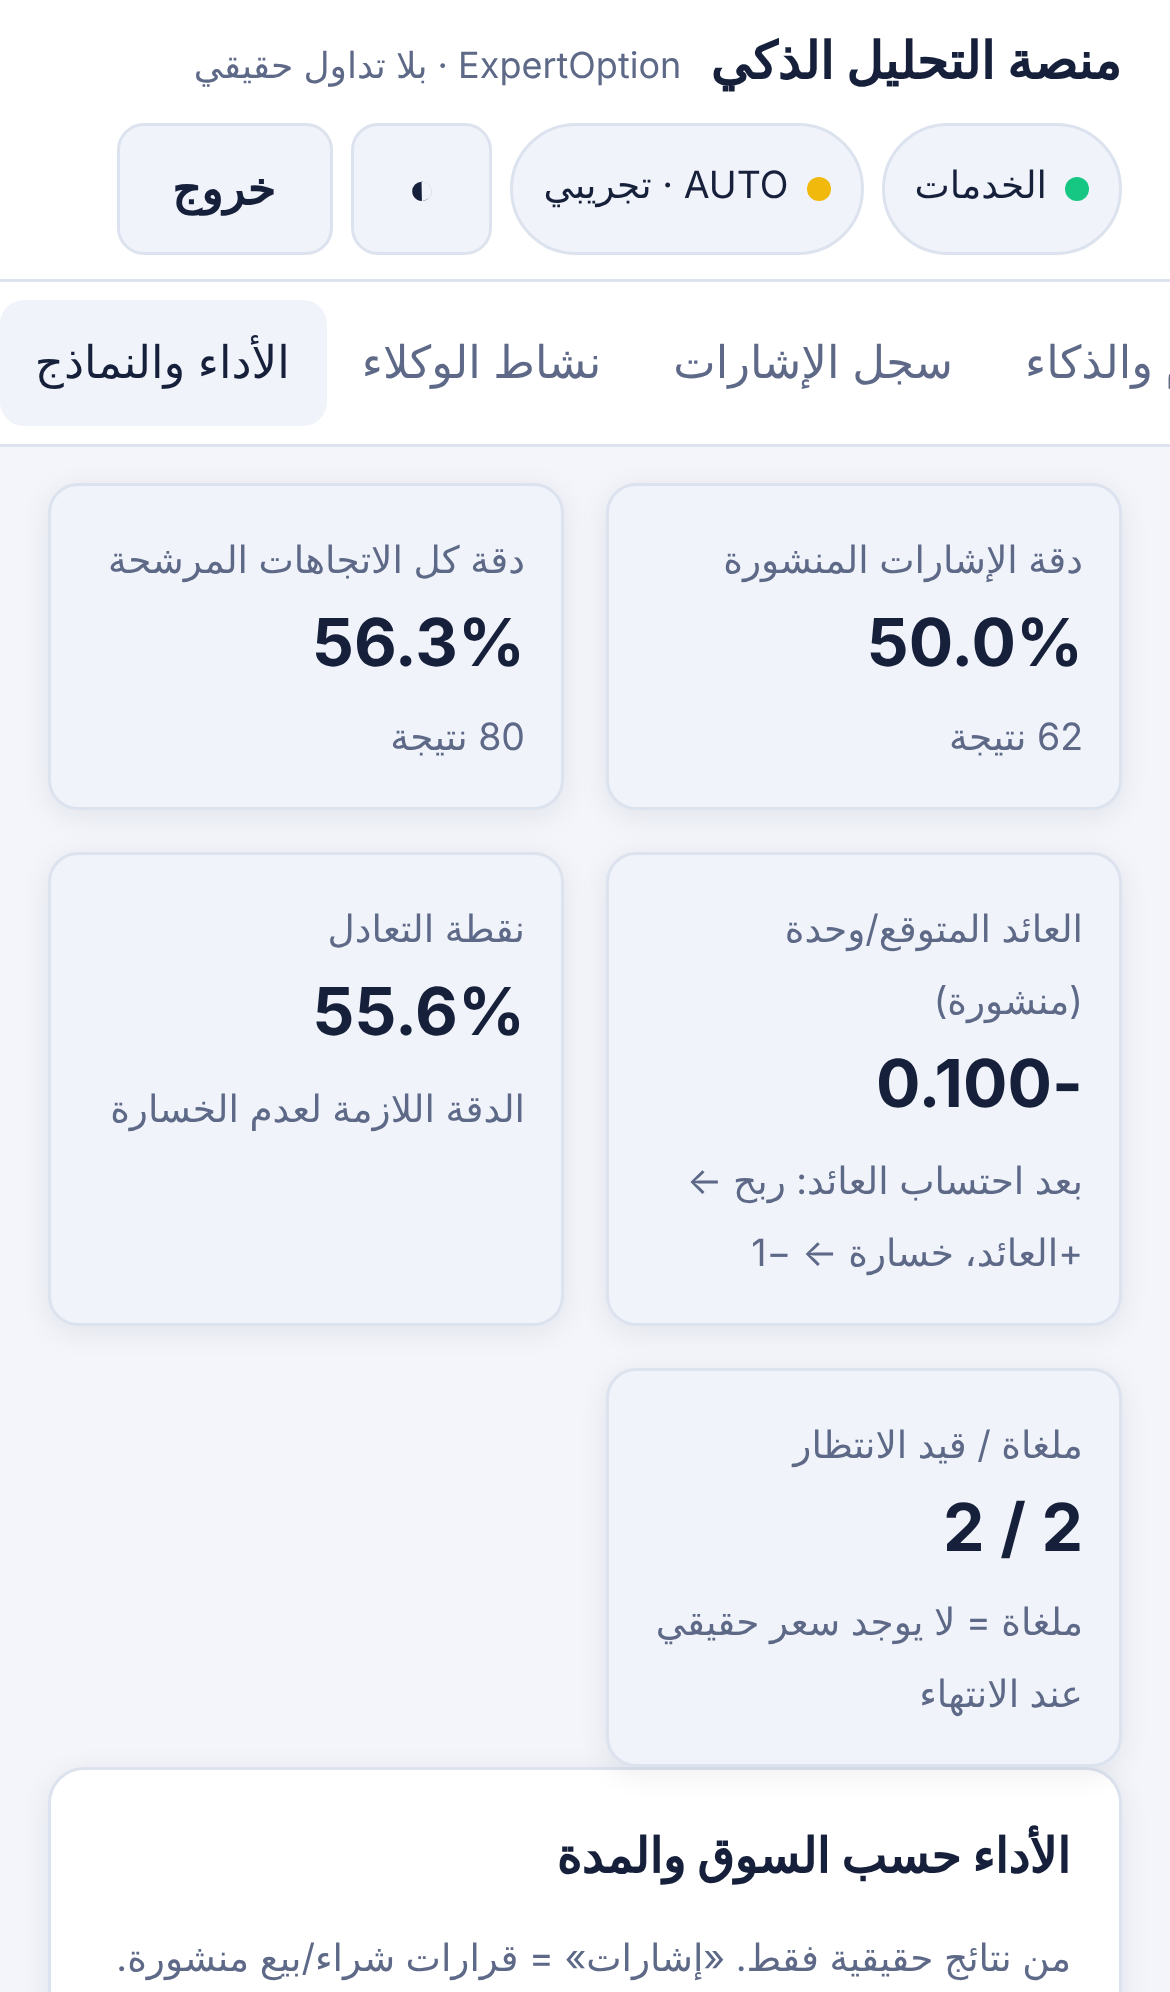 منصة التحليل الذكي ExpertOption · بلا تداول حقيقي
الخدمات
AUTO · تجريبي
خروج
والذكاء
سجل الإشارات
نشاط الوكلاء
الأداء والنماذج
دقة الإشارات المنشورة
50.0%
62 نتيجة
دقة كل الاتجاهات المرشحة
56.3%
80 نتيجة
العائد المتوقع/وحدة
(منشورة)
0.100-
بعد احتساب العائد: ربح ←
+العائد، خسارة ← −1
نقطة التعادل
55.6%
الدقة اللازمة لعدم الخسارة
ملغاة / قيد الانتظار
2 / 2
ملغاة = لا يوجد سعر حقيقي
عند الانتهاء
الأداء حسب السوق والمدة
من نتائج حقيقية فقط. «إشارات» = قرارات شراء/بيع منشورة.